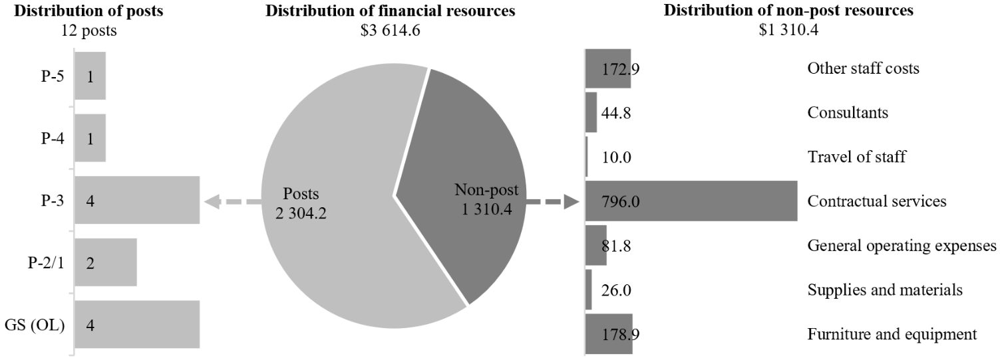 Distribution of posts
12 posts
P-5
1
P-4
1
P-3
4
P-2/1
2
GS (OL)
4
Distribution of financial resources
$3 614.6
Posts
2 304.2
Non-post
1 310.4
Distribution of non-post resources
$1 310.4
172.9 Other staff costs
44.8 Consultants
10.0 Travel of staff
796.0 Contractual services
81.8 General operating expenses
26.0 Supplies and materials
178.9 Furniture and equipment